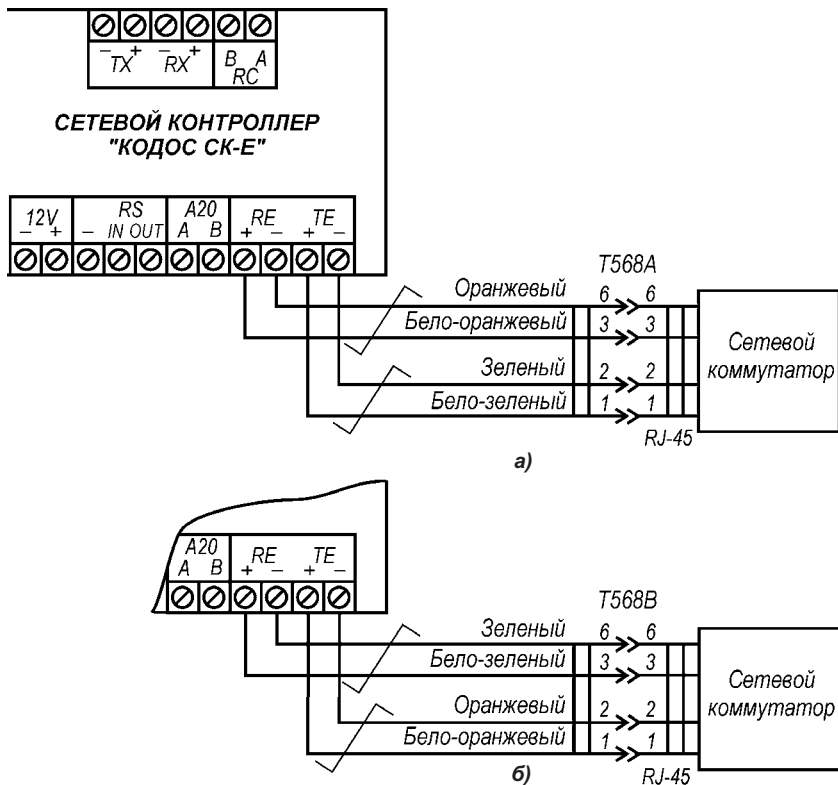 – TX + – RX + B A
RC
СЕТЕВОЙ КОНТРОЛЛЕР
"КОДОС СК-Е"
12V RS A20 RE TE
– + – IN OUT A B + – + –
T568A
Оранжевый 6 6
Бело-оранжевый 3 3
Зеленый 2 2
Бело-зеленый 1 1
Сетевой
коммутатор
RJ-45
а)
A20 RE TE
A B + – + –
T568B
Зеленый 6 6
Бело-зеленый 3 3
Оранжевый 2 2
Бело-оранжевый 1 1
Сетевой
коммутатор
RJ-45
б)